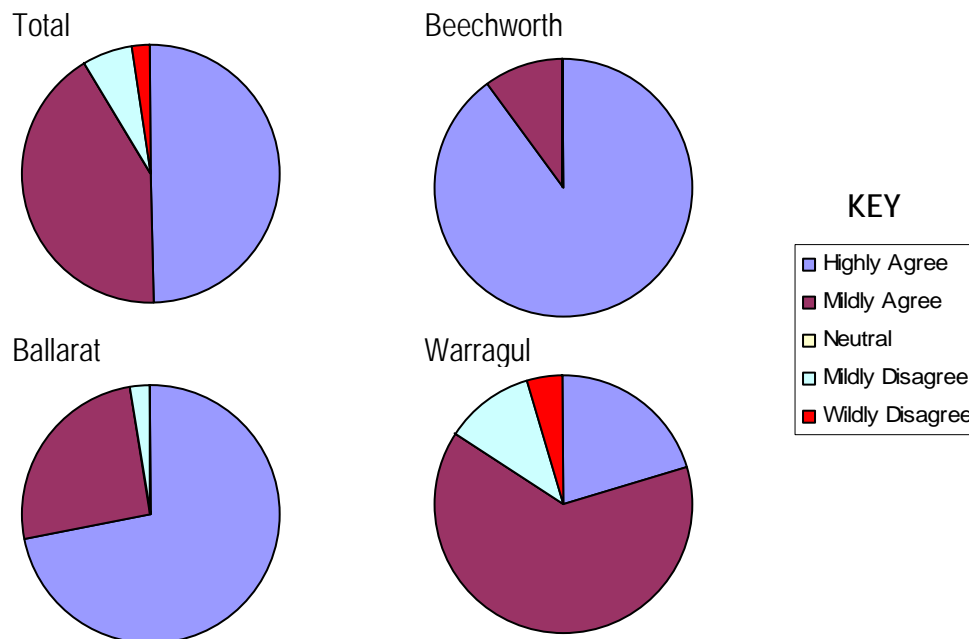 Total
Beechworth
Ballarat
Warragul
KEY
Highly Agree
Mildly Agree
Neutral
Mildly Disagree
Wildly Disagree